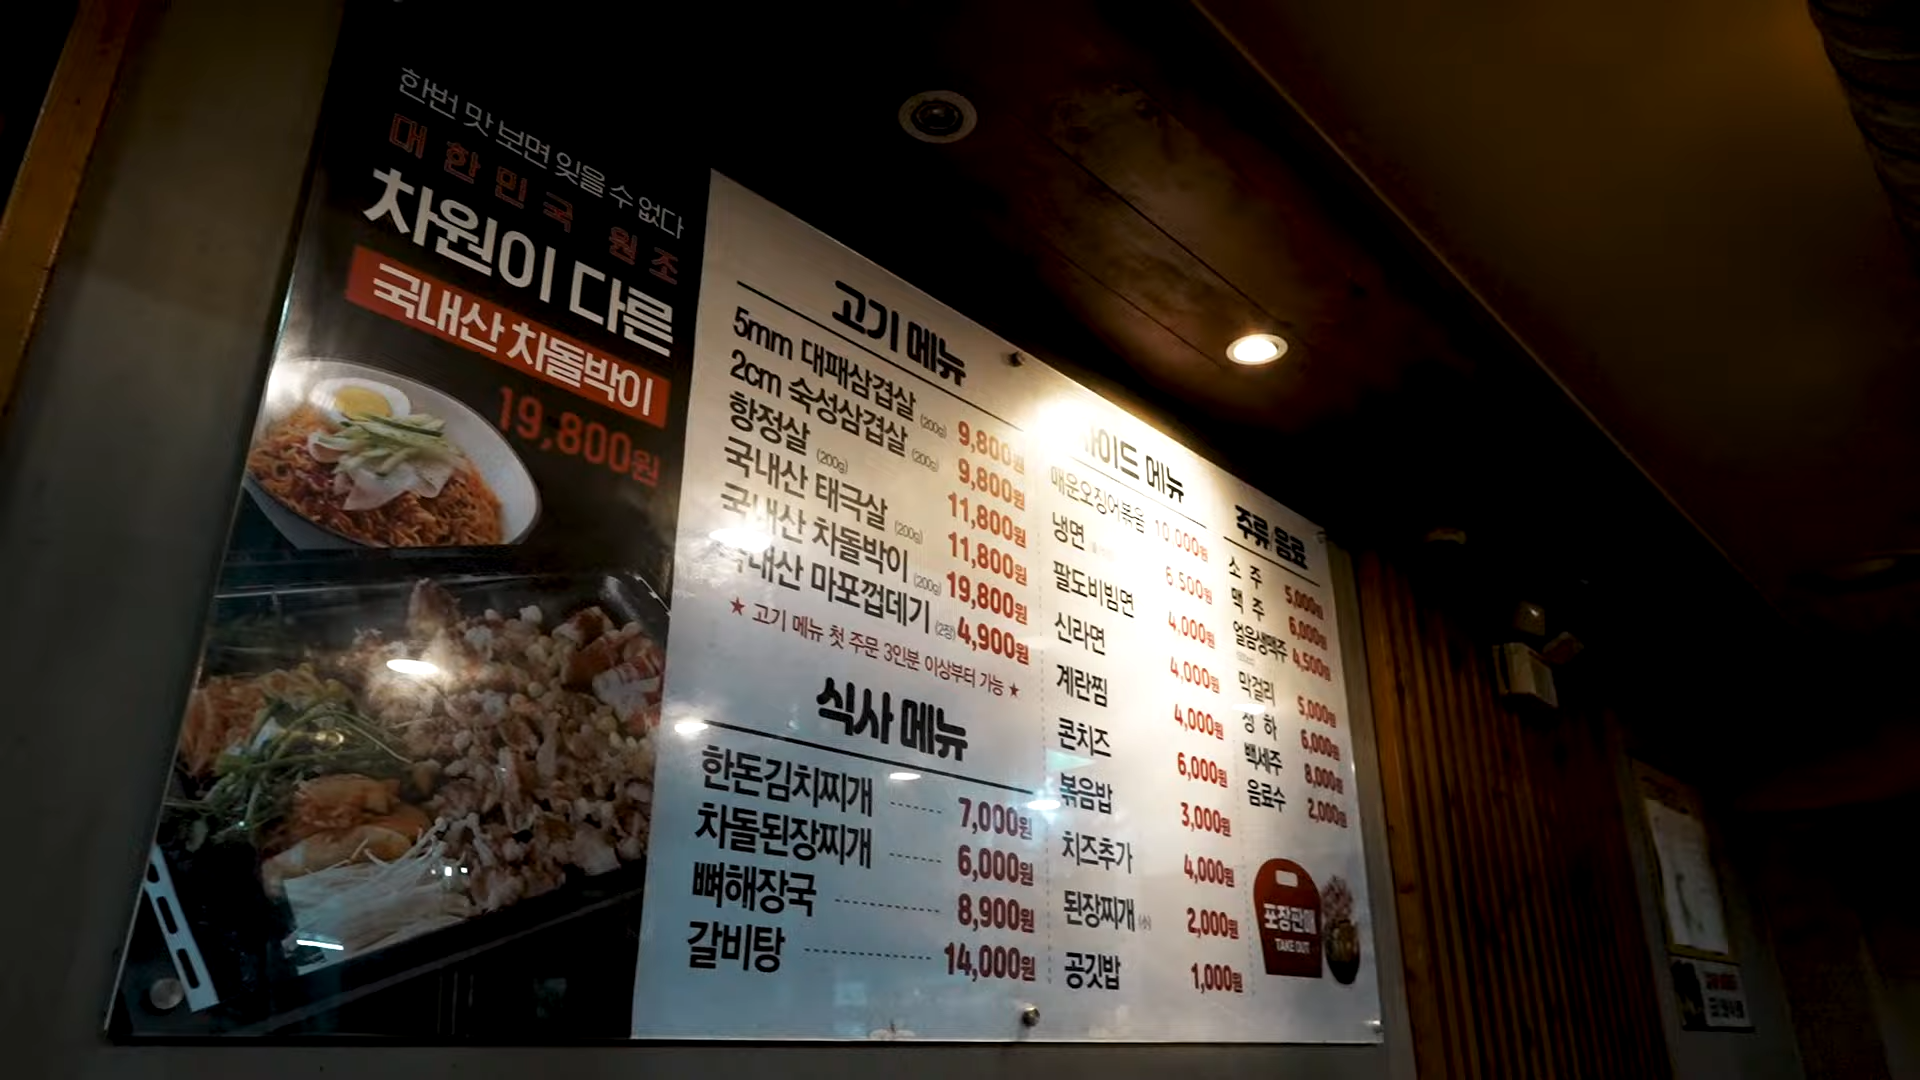 한번 맛 보면 잊을 수 없다
대한민국 원조
차원이 다른
국내산 차돌박이
19,800원
고기 메뉴
5mm 대패삼겹살 (200g) 9,800원
2cm 숙성삼겹살 (200g) 9,800원
항정살 (200g) 11,800원
국내산 태극살 (200g) 11,800원
국내산 차돌박이 (200g) 19,800원
국내산 마포껍데기 (2장) 4,900원
★ 고기 메뉴 첫 주문 3인분 이상부터 가능 ★
식사 메뉴
한돈김치찌개 7,000원
차돌된장찌개 6,000원
뼈해장국 8,900원
갈비탕 14,000원
사이드 메뉴
매운오징어볶음 10,000원
냉면 6,500원
팔도비빔면 4,000원
신라면 4,000원
계란찜 4,000원
콘치즈 6,000원
볶음밥 3,000원
치즈추가 4,000원
된장찌개 (小) 2,000원
공깃밥 1,000원
주류 음료
소 주 5,000원
맥 주 6,000원
얼음생맥주 4,500원
막걸리 5,000원
청 하 6,000원
백세주 8,000원
음료수 2,000원
포장판매
TAKE OUT